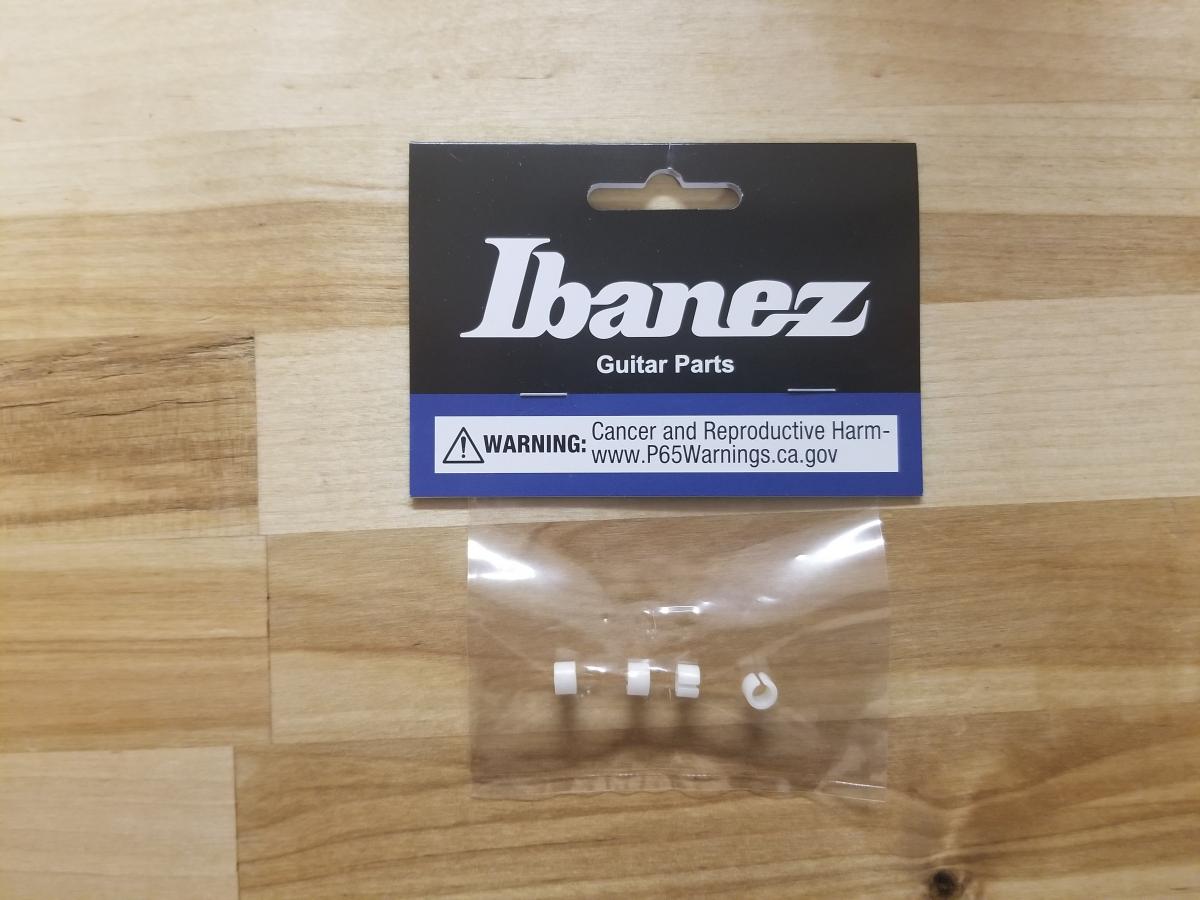 Ibanez
Guitar Parts
WARNING: Cancer and Reproductive Harm-
www.P65Warnings.ca.gov